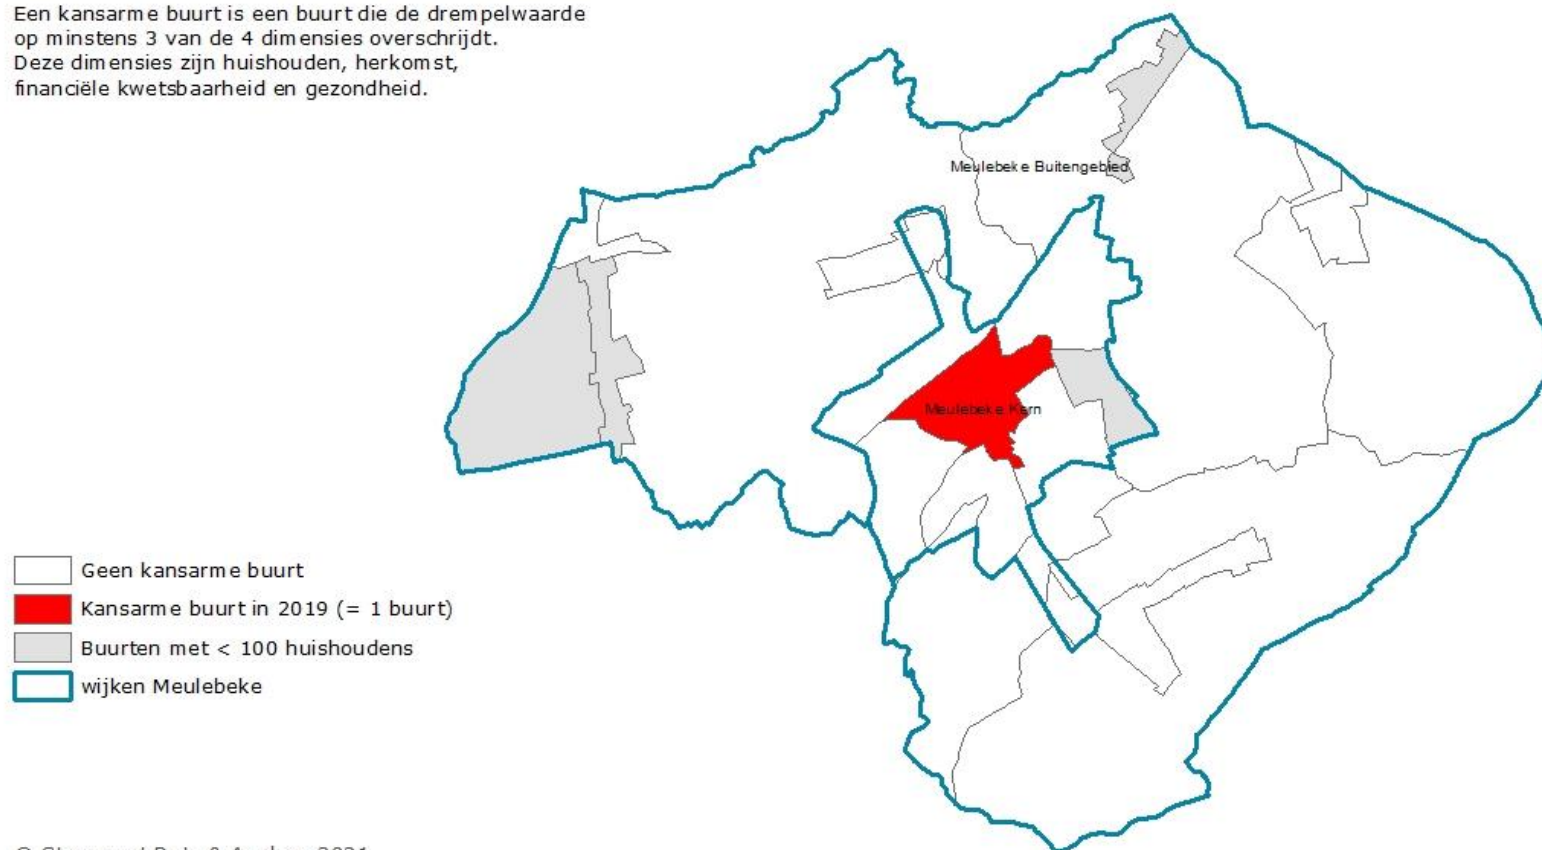 Een kansarme buurt is een buurt die de drempelwaarde
op minstens 3 van de 4 dimensies overschrijdt.
Deze dimensies zijn huishouden, herkomst,
financiële kwetsbaarheid en gezondheid.
Meulebeke Buitengebied
Meulebeke Kern
Geen kansarme buurt
Kansarme buurt in 2019 (= 1 buurt)
Buurten met < 100 huishoudens
wijken Meulebeke